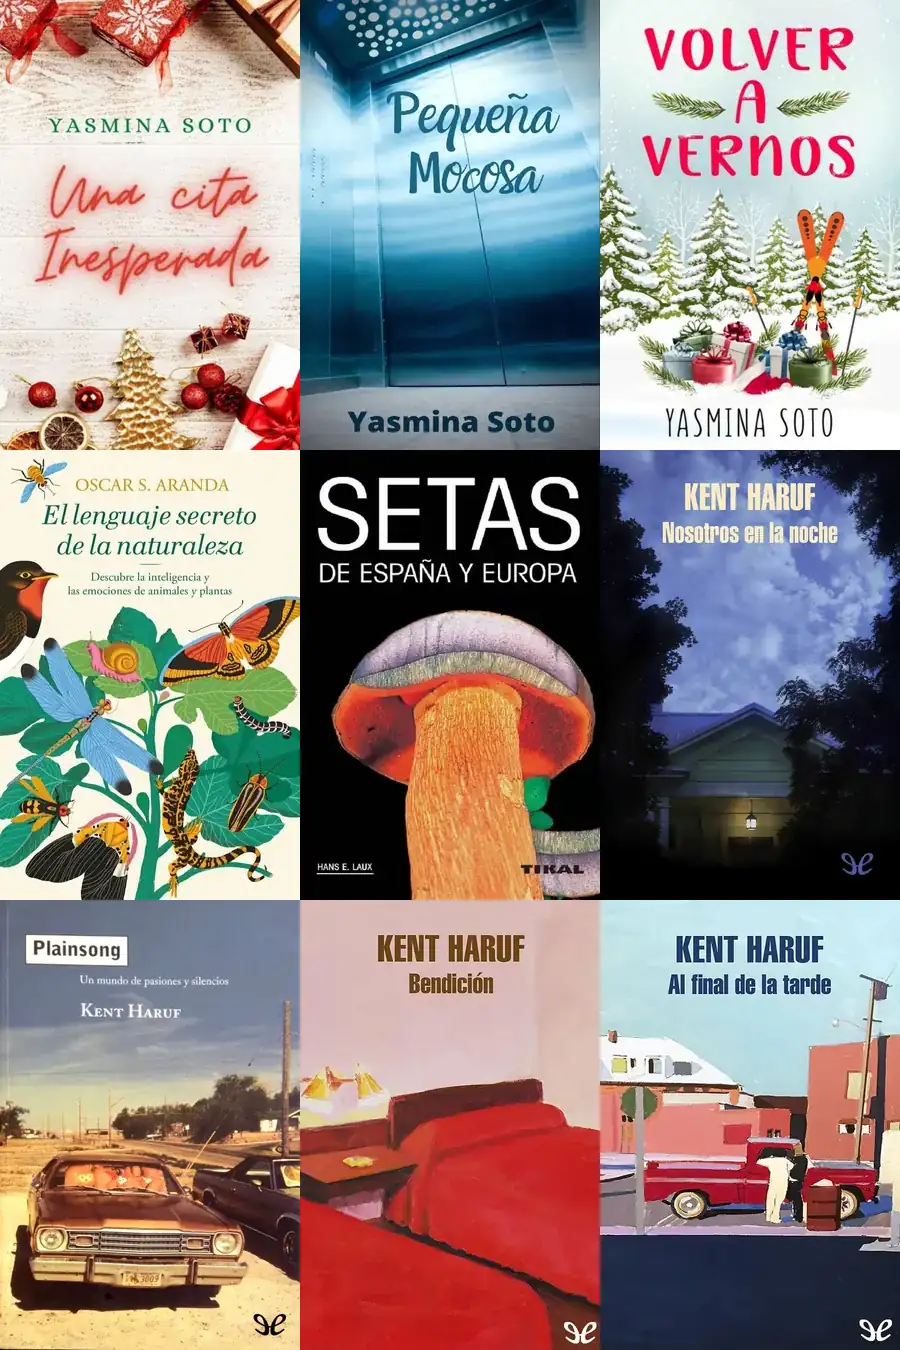 YASMINA SOTO
Una cita
Inesperada
Pequeña
Mocosa
Yasmina Soto
VOLVER
A
VERNOS
YASMINA SOTO
OSCAR S. ARANDA
El lenguaje secreto
de la naturaleza
Descubre la inteligencia y
las emociones de animales y plantas
SETAS
DE ESPAÑA Y EUROPA
HANS E. LAUX
TIKAL
KENT HARUF
Nosotros en la noche
Plainsong
Un mundo de pasiones y silencios
KENT HARUF
KENT HARUF
Bendición
KENT HARUF
Al final de la tarde